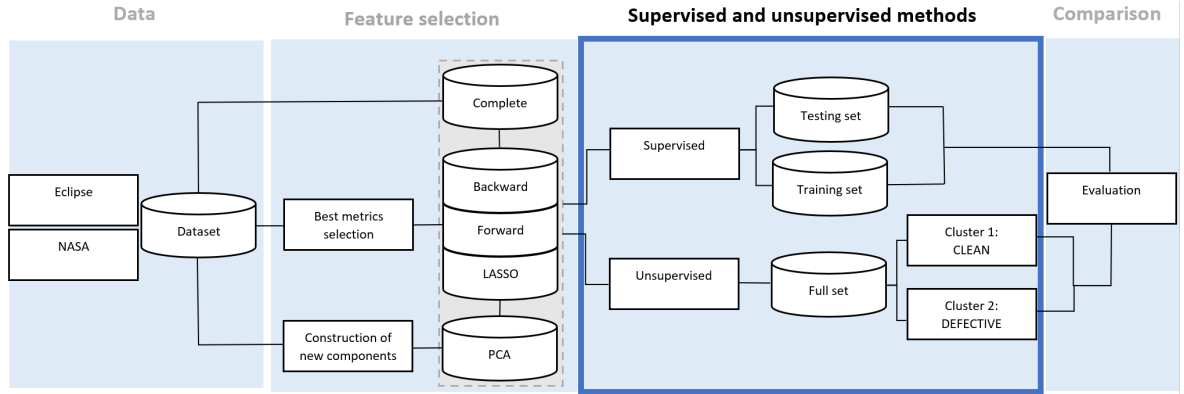 Data
Feature selection
Supervised and unsupervised methods
Comparison
Eclipse
NASA
Dataset
Best metrics
selection
Construction of
new components
Complete
Backward
Forward
LASSO
PCA
Supervised
Unsupervised
Testing set
Training set
Full set
Cluster 1:
CLEAN
Cluster 2:
DEFECTIVE
Evaluation